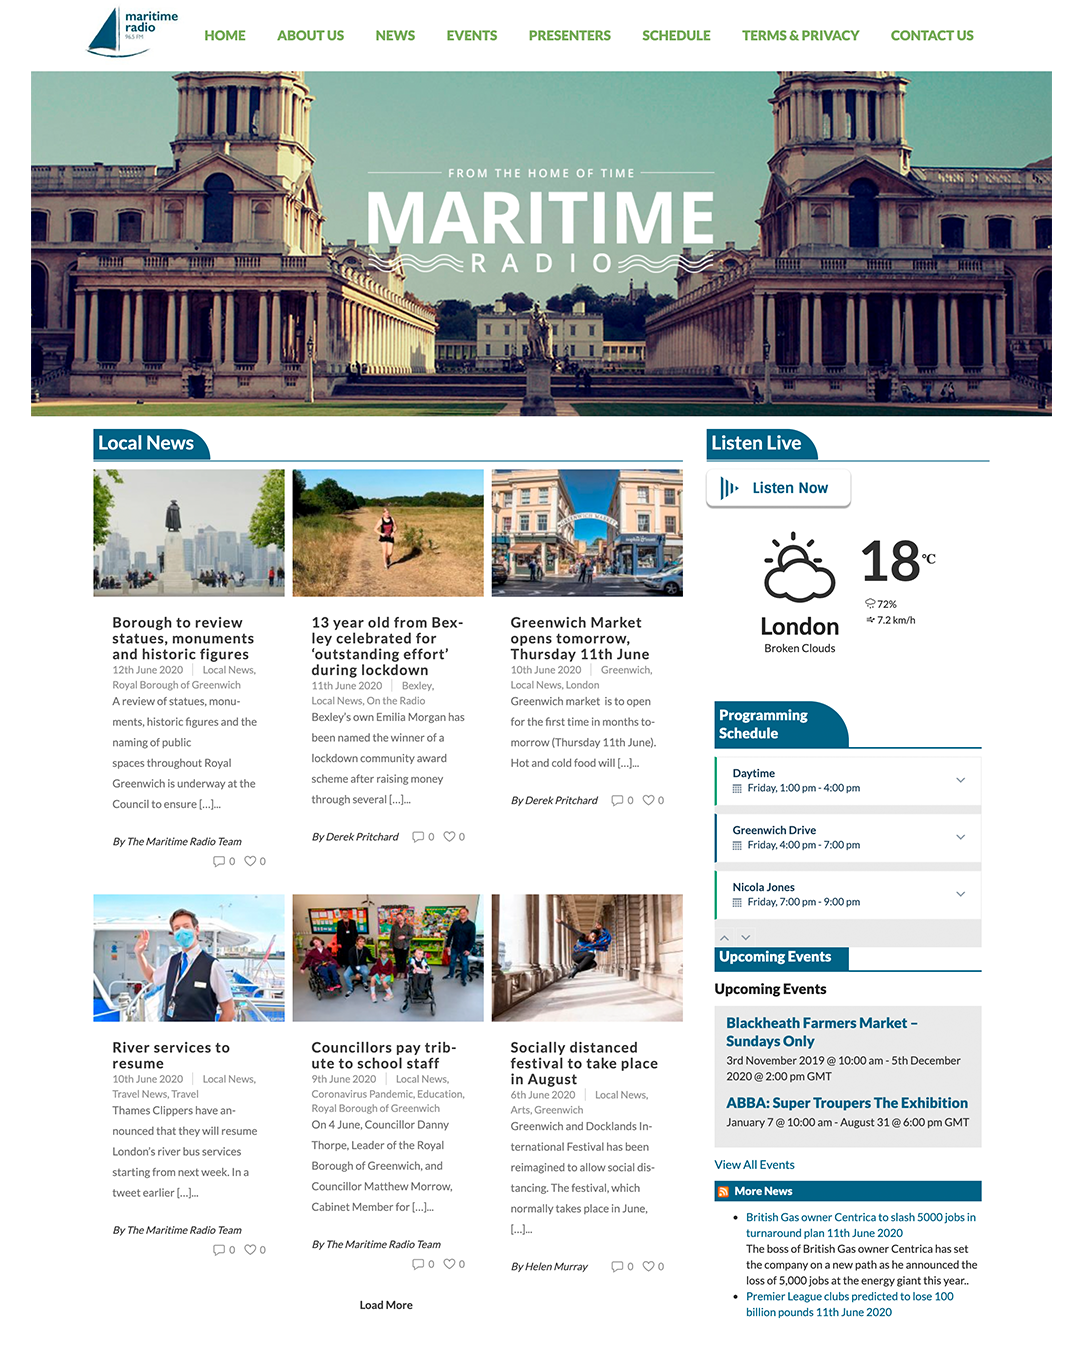 maritime
radio
96.5 FM
HOME ABOUT US NEWS EVENTS PRESENTERS SCHEDULE TERMS & PRIVACY CONTACT US
FROM THE HOME OF TIME
MARITIME
RADIO
Local News
GREENWICH MARKET
Borough to review
statues, monuments
and historic figures
12th June 2020 | Local News,
Royal Borough of Greenwich
A review of statues, monu-
ments, historic figures and the
naming of public
spaces throughout Royal
Greenwich is underway at the
Council to ensure [...]...
By The Maritime Radio Team
0 0
13 year old from Bex-
ley celebrated for
‘outstanding effort’
during lockdown
11th June 2020 | Bexley,
Local News, On the Radio
Bexley’s own Emilia Morgan has
been named the winner of a
lockdown community award
scheme after raising money
through several [...]...
By Derek Pritchard 0 0
Greenwich Market
opens tomorrow,
Thursday 11th June
10th June 2020 | Greenwich,
Local News, London
Greenwich market is to open
for the first time in months to-
morrow (Thursday 11th June).
Hot and cold food will [...]...
By Derek Pritchard 0 0
River services to
resume
10th June 2020 | Local News,
Travel News, Travel
Thames Clippers have an-
nounced that they will resume
London’s river bus services
starting from next week. In a
tweet earlier [...]...
By The Maritime Radio Team
0 0
Councillors pay trib-
ute to school staff
9th June 2020 | Local News,
Coronavirus Pandemic, Education,
Royal Borough of Greenwich
On 4 June, Councillor Danny
Thorpe, Leader of the Royal
Borough of Greenwich, and
Councillor Matthew Morrow,
Cabinet Member for [...]...
By The Maritime Radio Team
0 0
Socially distanced
festival to take place
in August
6th June 2020 | Local News,
Arts, Greenwich
Greenwich and Docklands In-
ternational Festival has been
reimagined to allow social dis-
tancing. The festival, which
normally takes place in June,
[...]...
By Helen Murray 0 0
Load More
Listen Live
Listen Now
18°C
72%
7.2 km/h
London
Broken Clouds
Programming
Schedule
Daytime
Friday, 1:00 pm - 4:00 pm
Greenwich Drive
Friday, 4:00 pm - 7:00 pm
Nicola Jones
Friday, 7:00 pm - 9:00 pm
Upcoming Events
Upcoming Events
Blackheath Farmers Market –
Sundays Only
3rd November 2019 @ 10:00 am - 5th December
2020 @ 2:00 pm GMT
ABBA: Super Troupers The Exhibition
January 7 @ 10:00 am - August 31 @ 6:00 pm GMT
View All Events
More News
• British Gas owner Centrica to slash 5000 jobs in
turnaround plan 11th June 2020
The boss of British Gas owner Centrica has set
the company on a new path as he announced the
loss of 5,000 jobs at the energy giant this year..
• Premier League clubs predicted to lose 100
billion pounds 11th June 2020